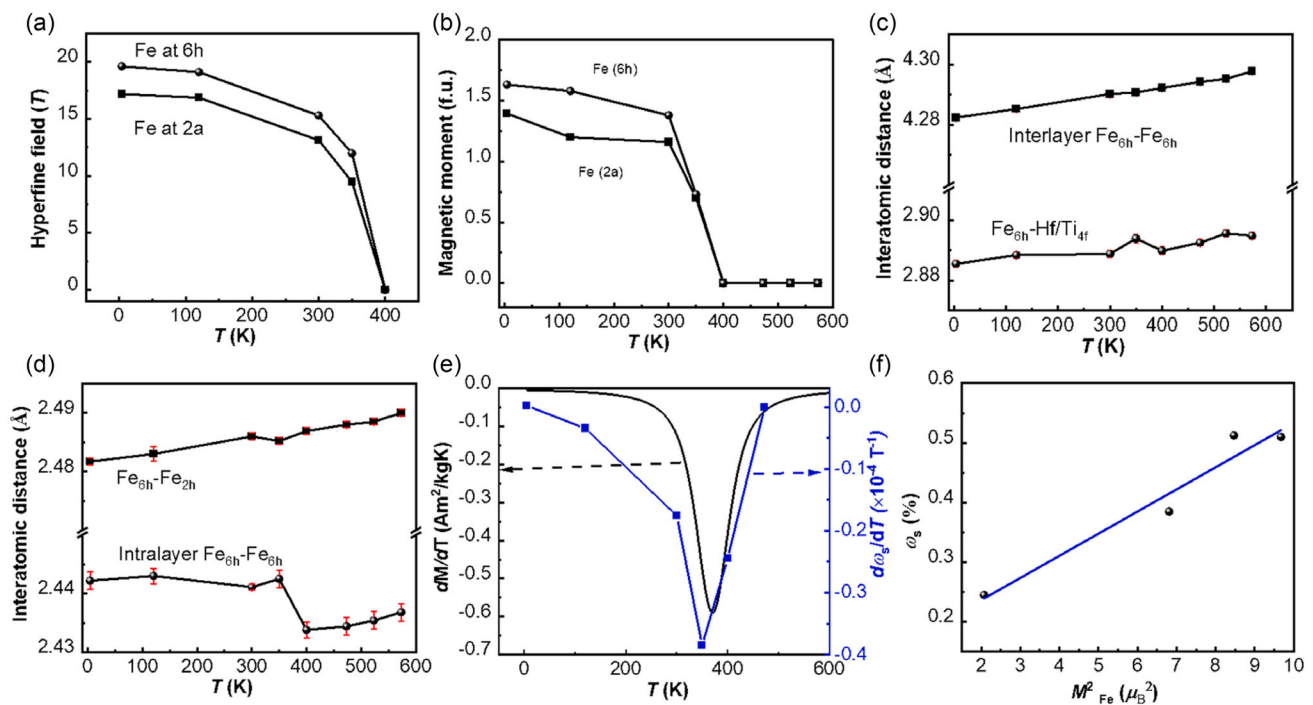 (a)
Hyperfine field (T)
20
15
10
5
0
Fe at 6h
Fe at 2a
0
100
200
300
400
T (K)
(b)
Magnetic moment (f.u.)
2.0
1.5
1.0
0.5
0.0
Fe (6h)
Fe (2a)
0
100
200
300
400
500
600
T (K)
(c)
Interatomic distance (Å)
4.30
4.28
2.90
2.88
Interlayer Fe6h-Fe6h
Fe6h-Hf/Ti4f
0
100
200
300
400
500
600
T (K)
(d)
Interatomic distance (Å)
2.49
2.48
2.44
2.43
Fe6h-Fe2h
Intralayer Fe6h-Fe6h
0
100
200
300
400
500
600
T (K)
(e)
dM/dT (Am²/kgK)
0.0
-0.1
-0.2
-0.3
-0.4
-0.5
-0.6
-0.7
0
200
400
600
T (K)
0.0
-0.1
-0.2
-0.3
-0.4
dωs/dT (×10⁻⁴ T⁻¹)
(f)
ωs (%)
0.6
0.5
0.4
0.3
0.2
2
3
4
5
6
7
8
9
10
M²Fe (μB²)